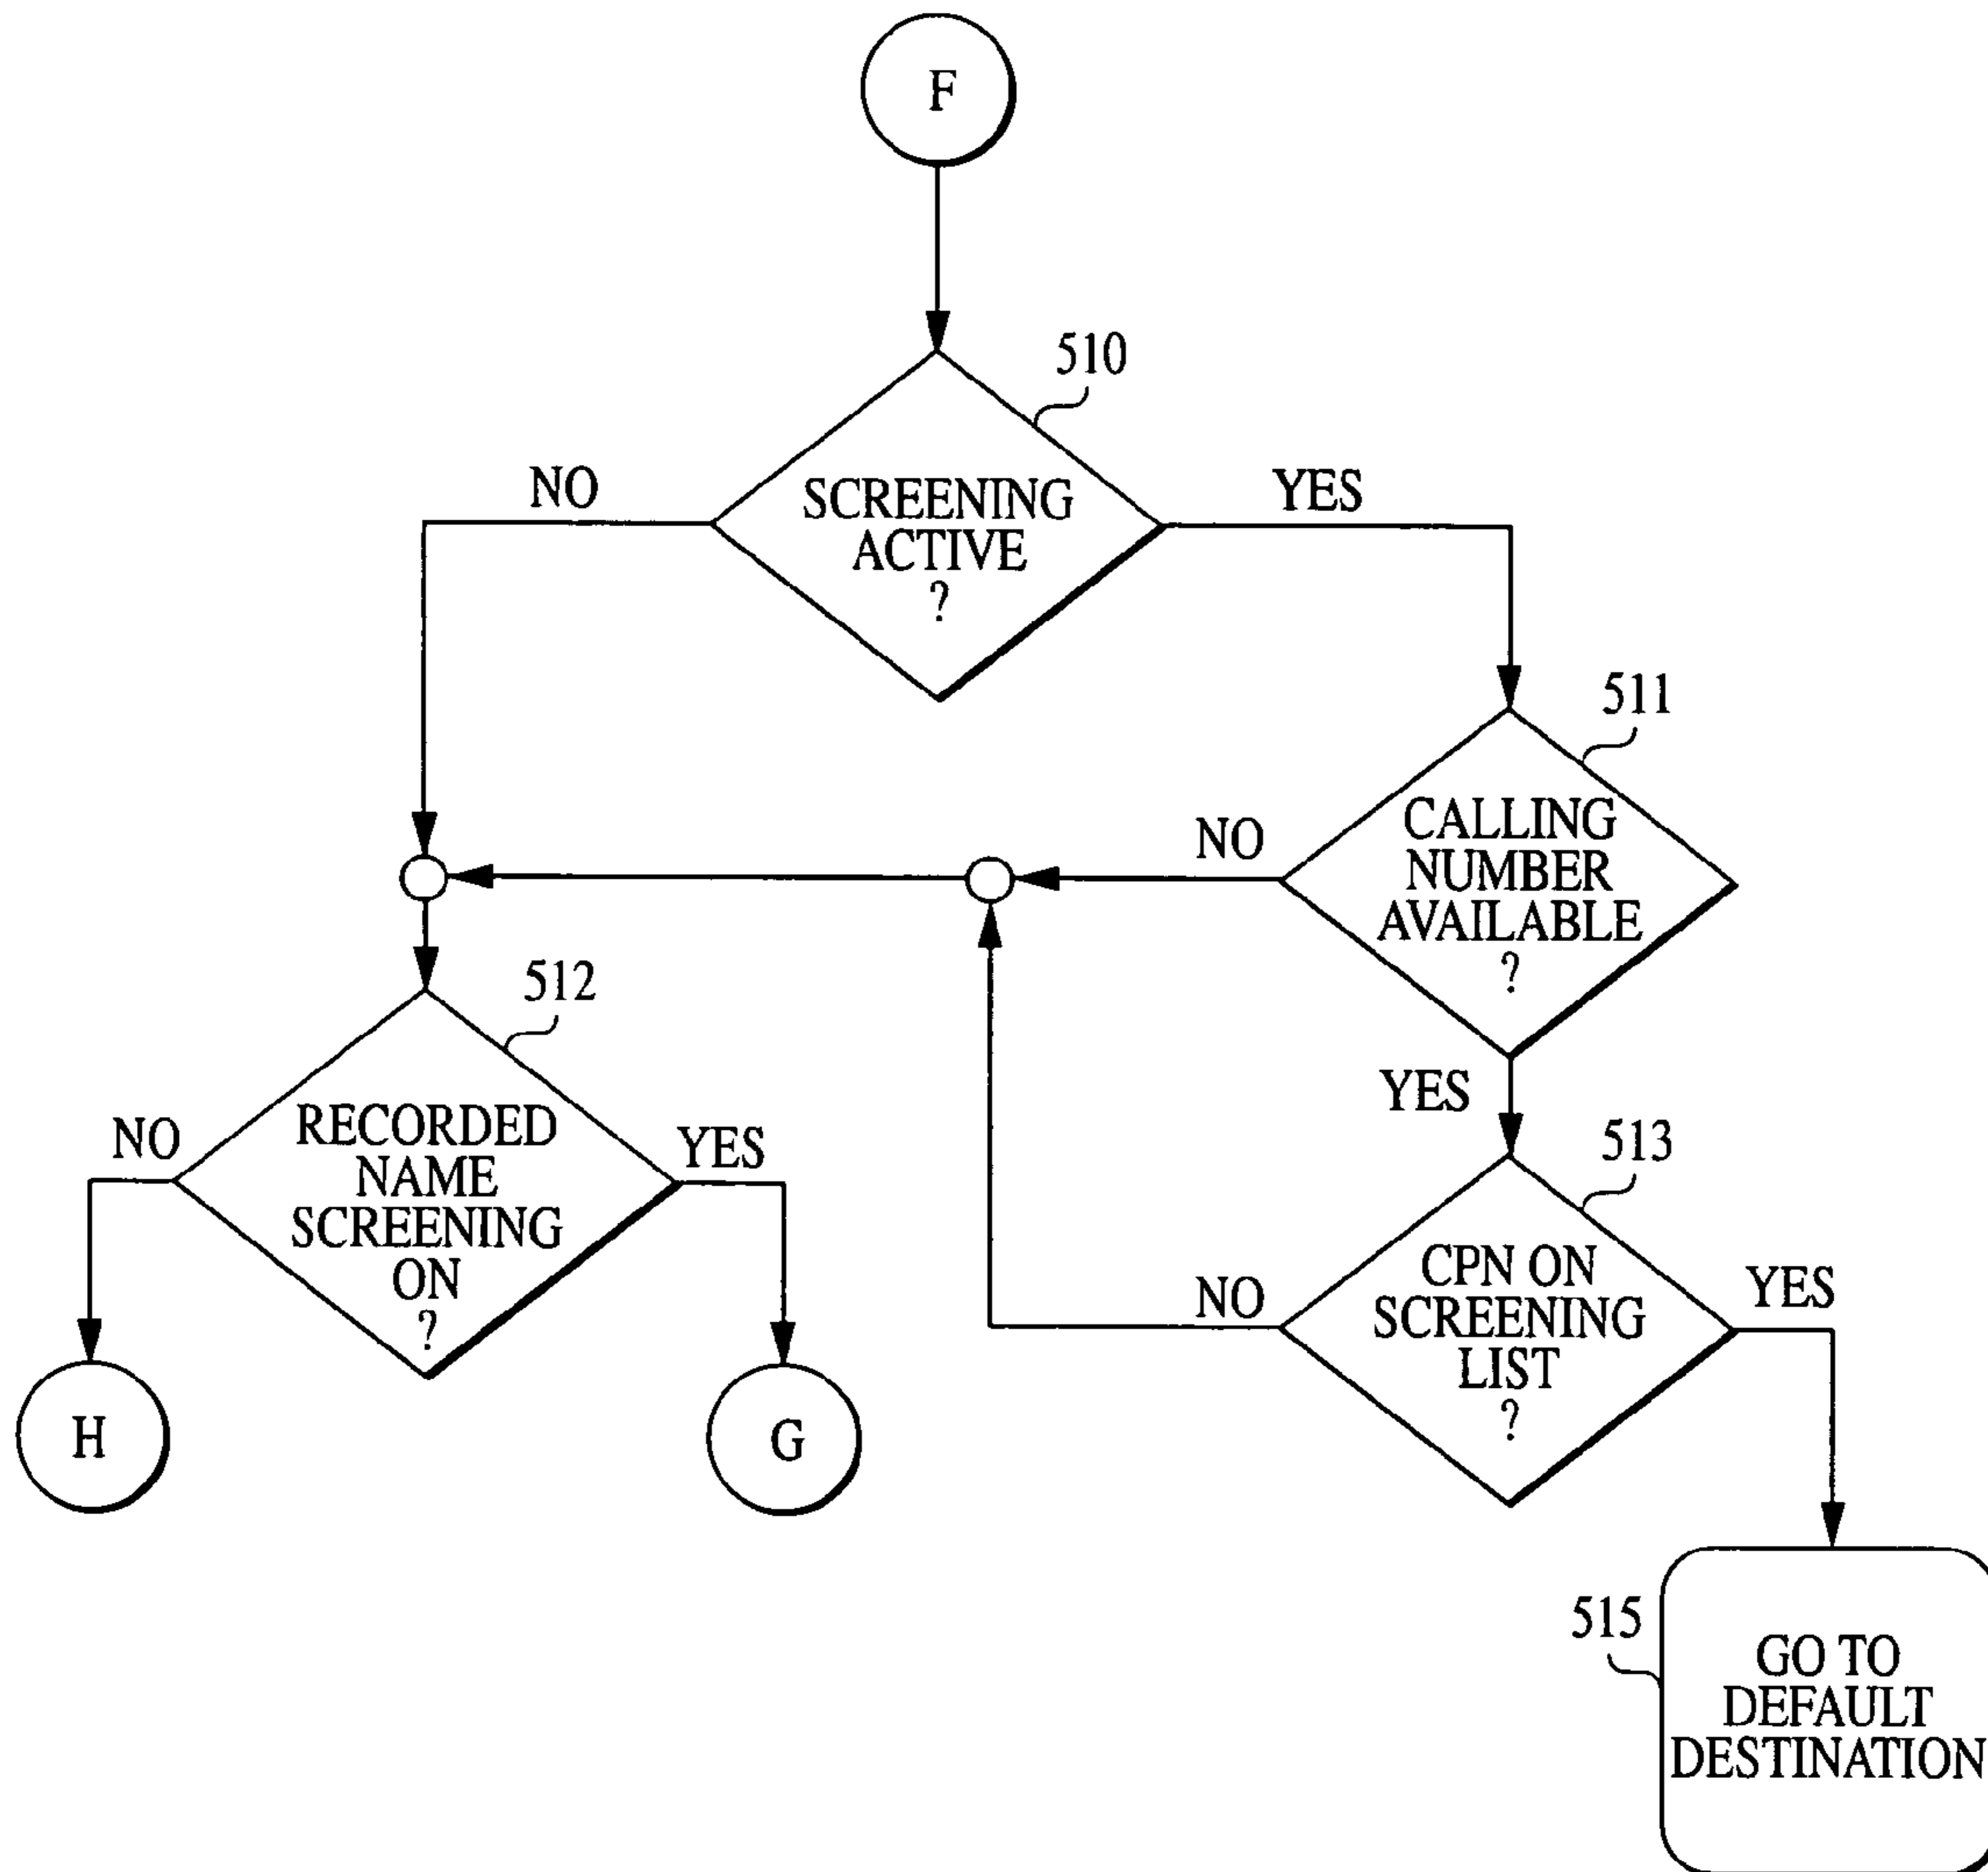 F
510
SCREENING
ACTIVE
?
NO
YES
511
CALLING
NUMBER
AVAILABLE
?
NO
YES
512
RECORDED
NAME
SCREENING
ON
?
NO
YES
513
CPN ON
SCREENING
LIST
?
NO
YES
H
G
515
GO TO
DEFAULT
DESTINATION